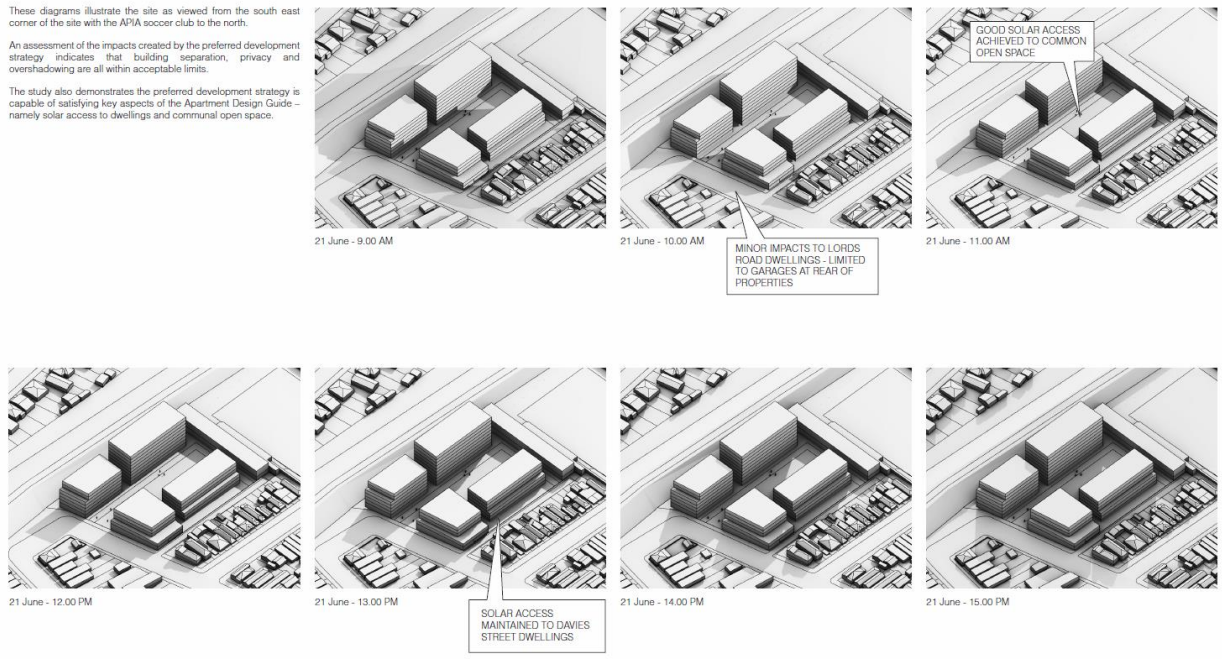 These diagrams illustrate the site as viewed from the south east
corner of the site with the APIA soccer club to the north.
An assessment of the impacts created by the preferred development
strategy indicates that building separation, privacy and
overshadowing are all within acceptable limits.
The study also demonstrates the preferred development strategy is
capable of satisfying key aspects of the Apartment Design Guide –
namely solar access to dwellings and communal open space.
GOOD SOLAR ACCESS
ACHIEVED TO COMMON
OPEN SPACE
21 June - 9.00 AM
21 June - 10.00 AM
21 June - 11.00 AM
MINOR IMPACTS TO LORDS
ROAD DWELLINGS - LIMITED
TO GARAGES AT REAR OF
PROPERTIES
21 June - 12.00 PM
21 June - 13.00 PM
21 June - 14.00 PM
21 June - 15.00 PM
SOLAR ACCESS
MAINTAINED TO DAVIES
STREET DWELLINGS